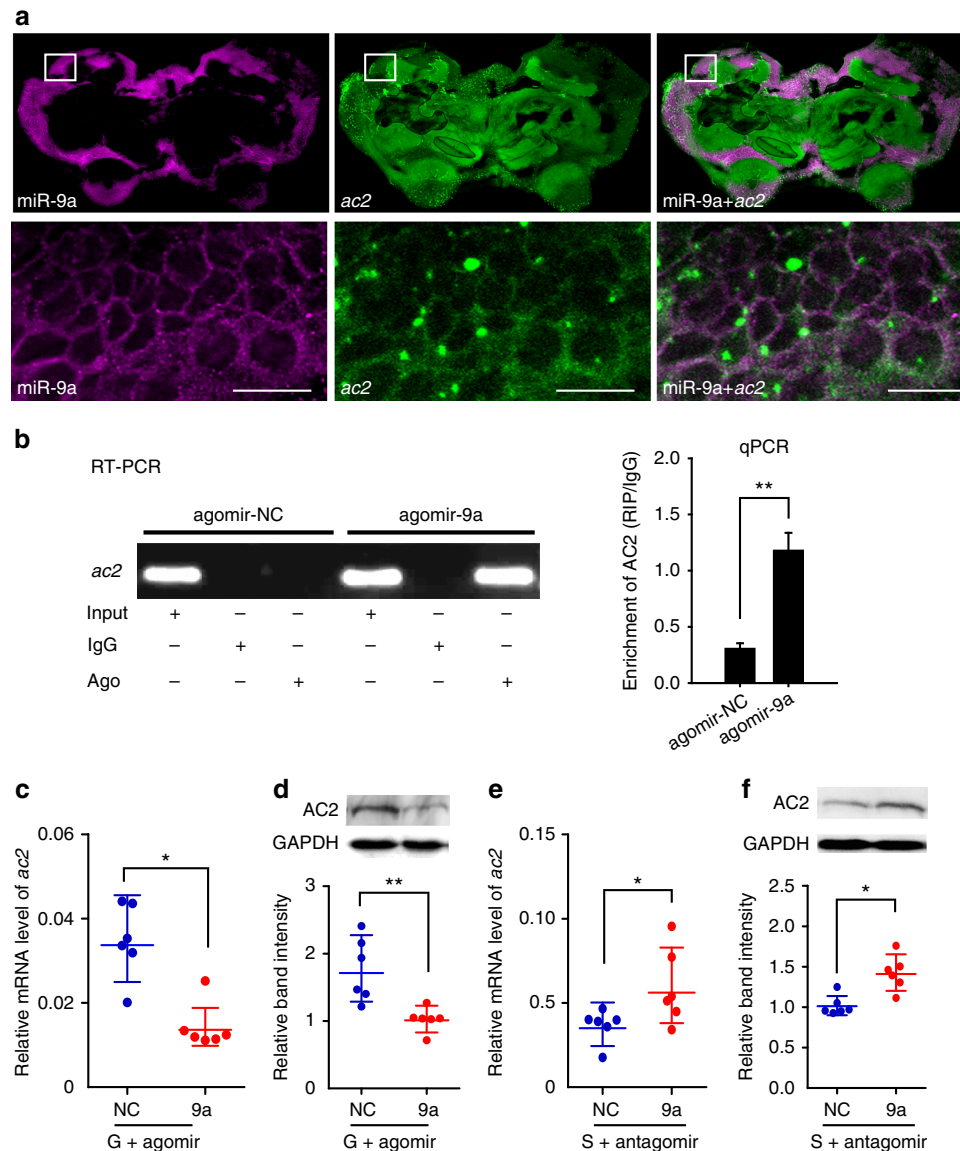 a
miR-9a
ac2
miR-9a+ac2
miR-9a
ac2
miR-9a+ac2
b
RT-PCR
agomir-NC agomir-9a
ac2
Input + – – + – –
IgG – + – – + –
Ago – – + – – +
qPCR
Enrichment of AC2 (RIP/IgG)
2.0
1.5
1.0
0.5
0.0
**
agomir-NC
agomir-9a
c
Relative mRNA level of ac2
0.06
0.04
0.02
0
*
NC 9a
G + agomir
d
AC2
GAPDH
Relative band intensity
3
2
1
0
**
NC 9a
G + agomir
e
Relative mRNA level of ac2
0.15
0.10
0.50
0
*
NC 9a
S + antagomir
f
AC2
GAPDH
Relative band intensity
2.5
2.0
1.5
1.0
0.5
0.0
*
NC 9a
S + antagomir